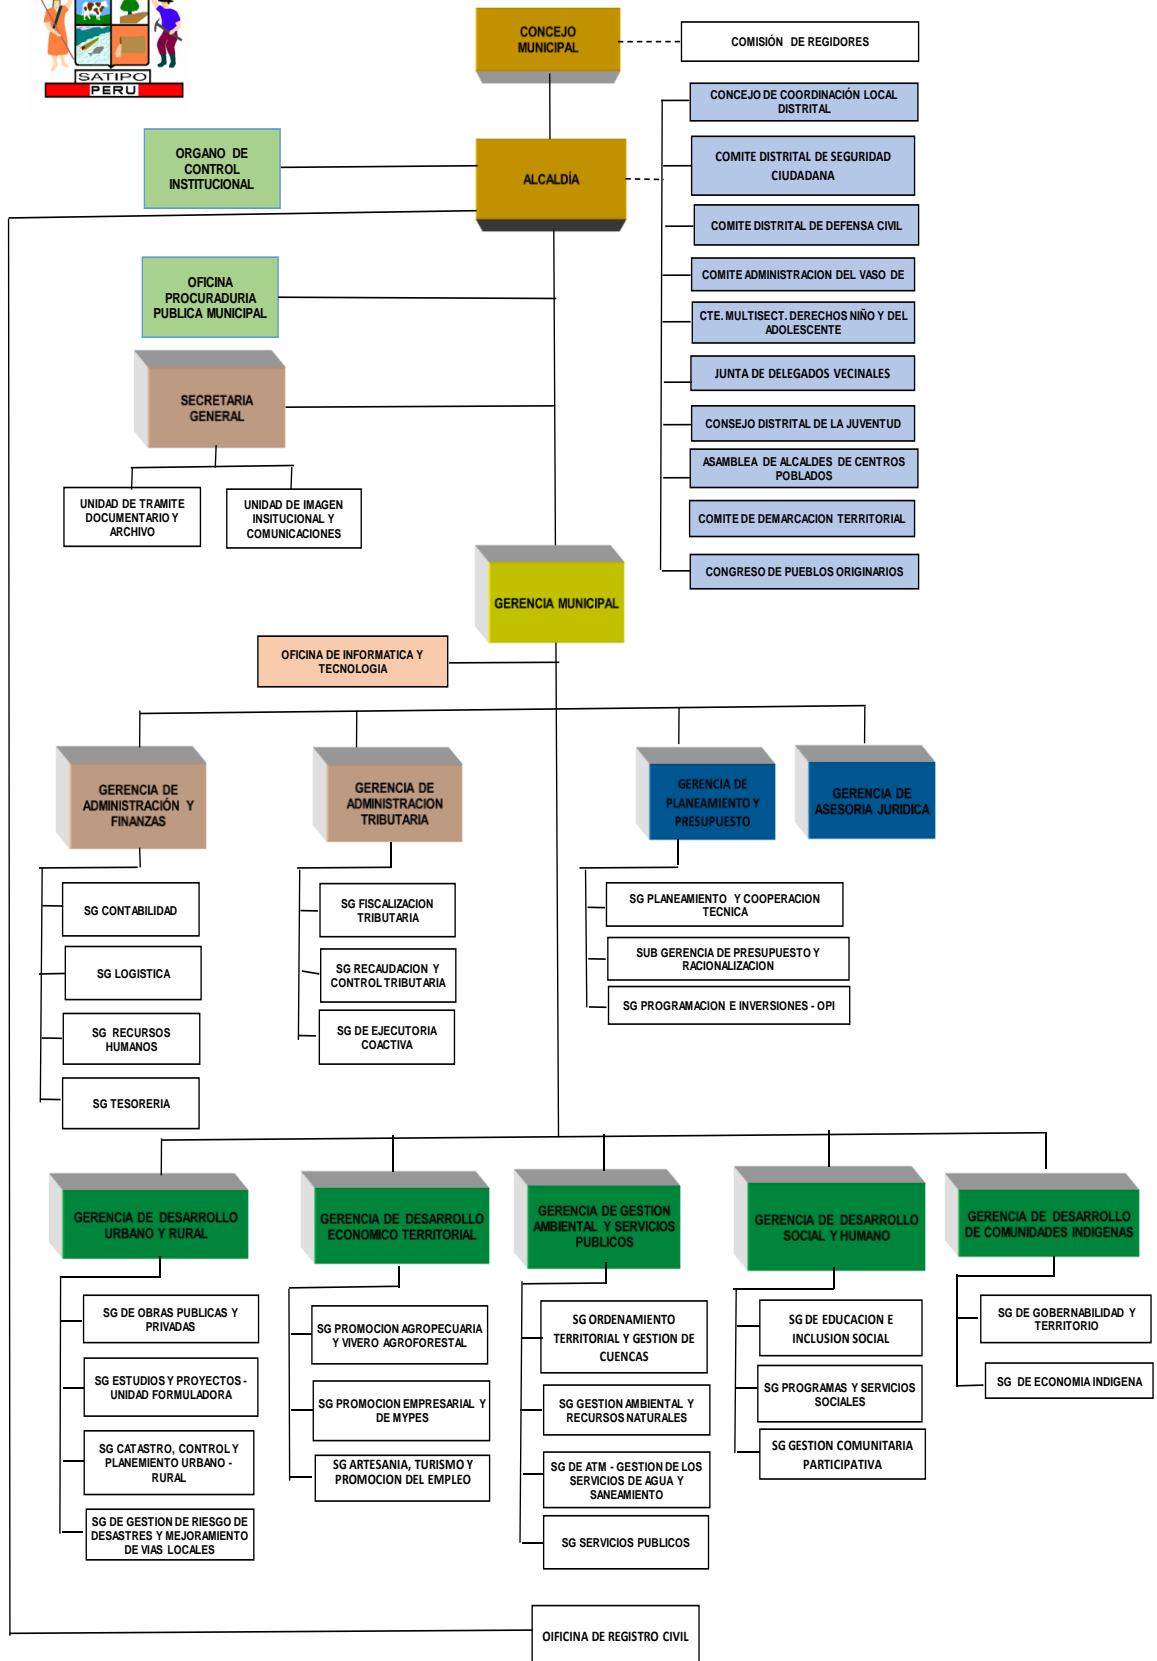 SATIPO
PERU
CONCEJO
MUNICIPAL
COMISIÓN DE REGIDORES
CONCEJO DE COORDINACIÓN LOCAL
DISTRITAL
ORGANO DE
CONTROL
INSTITUCIONAL
ALCALDÍA
COMITE DISTRITAL DE SEGURIDAD
CIUDADANA
COMITE DISTRITAL DE DEFENSA CIVIL
OFICINA
PROCURADURIA
PUBLICA MUNICIPAL
COMITE ADMINISTRACION DEL VASO DE
CTE. MULTISECT. DERECHOS NIÑO Y DEL
ADOLESCENTE
JUNTA DE DELEGADOS VECINALES
SECRETARIA
GENERAL
CONSEJO DISTRITAL DE LA JUVENTUD
ASAMBLEA DE ALCALDES DE CENTROS
POBLADOS
UNIDAD DE TRAMITE
DOCUMENTARIO Y
ARCHIVO
UNIDAD DE IMAGEN
INSITUCIONAL Y
COMUNICACIONES
COMITE DE DEMARCACION TERRITORIAL
CONGRESO DE PUEBLOS ORIGINARIOS
GERENCIA MUNICIPAL
OFICINA DE INFORMATICA Y
TECNOLOGIA
GERENCIA DE
ADMINISTRACIÓN Y
FINANZAS
GERENCIA DE
ADMINISTRACION
TRIBUTARIA
GERENCIA DE
PLANEAMIENTO Y
PRESUPUESTO
GERENCIA DE
ASESORIA JURIDICA
SG CONTABILIDAD
SG LOGISTICA
SG RECURSOS
HUMANOS
SG TESORERIA
SG FISCALIZACION
TRIBUTARIA
SG RECAUDACION Y
CONTROL TRIBUTARIA
SG DE EJECUTORIA
COACTIVA
SG PLANEAMIENTO Y COOPERACION
TECNICA
SUB GERENCIA DE PRESUPUESTO Y
RACIONALIZACION
SG PROGRAMACION E INVERSIONES - OPI
GERENCIA DE DESARROLLO
URBANO Y RURAL
GERENCIA DE DESARROLLO
ECONOMICO TERRITORIAL
GERENCIA DE GESTION
AMBIENTAL Y SERVICIOS
PUBLICOS
GERENCIA DE DESARROLLO
SOCIAL Y HUMANO
GERENCIA DE DESARROLLO
DE COMUNIDADES INDIGENAS
SG DE OBRAS PUBLICAS Y
PRIVADAS
SG ESTUDIOS Y PROYECTOS -
UNIDAD FORMULADORA
SG CATASTRO, CONTROL Y
PLANEMIENTO URBANO -
RURAL
SG DE GESTION DE RIESGO DE
DESASTRES Y MEJORAMIENTO
DE VIAS LOCALES
SG PROMOCION AGROPECUARIA
Y VIVERO AGROFORESTAL
SG PROMOCION EMPRESARIAL Y
DE MYPES
SG ARTESANIA, TURISMO Y
PROMOCION DEL EMPLEO
SG ORDENAMIENTO
TERRITORIAL Y GESTION DE
CUENCAS
SG GESTION AMBIENTAL Y
RECURSOS NATURALES
SG DE ATM - GESTION DE LOS
SERVICIOS DE AGUA Y
SANEAMIENTO
SG SERVICIOS PUBLICOS
SG DE EDUCACION E
INCLUSION SOCIAL
SG PROGRAMAS Y SERVICIOS
SOCIALES
SG GESTION COMUNITARIA
PARTICIPATIVA
SG DE GOBERNABILIDAD Y
TERRITORIO
SG DE ECONOMIA INDIGENA
OIFICINA DE REGISTRO CIVIL